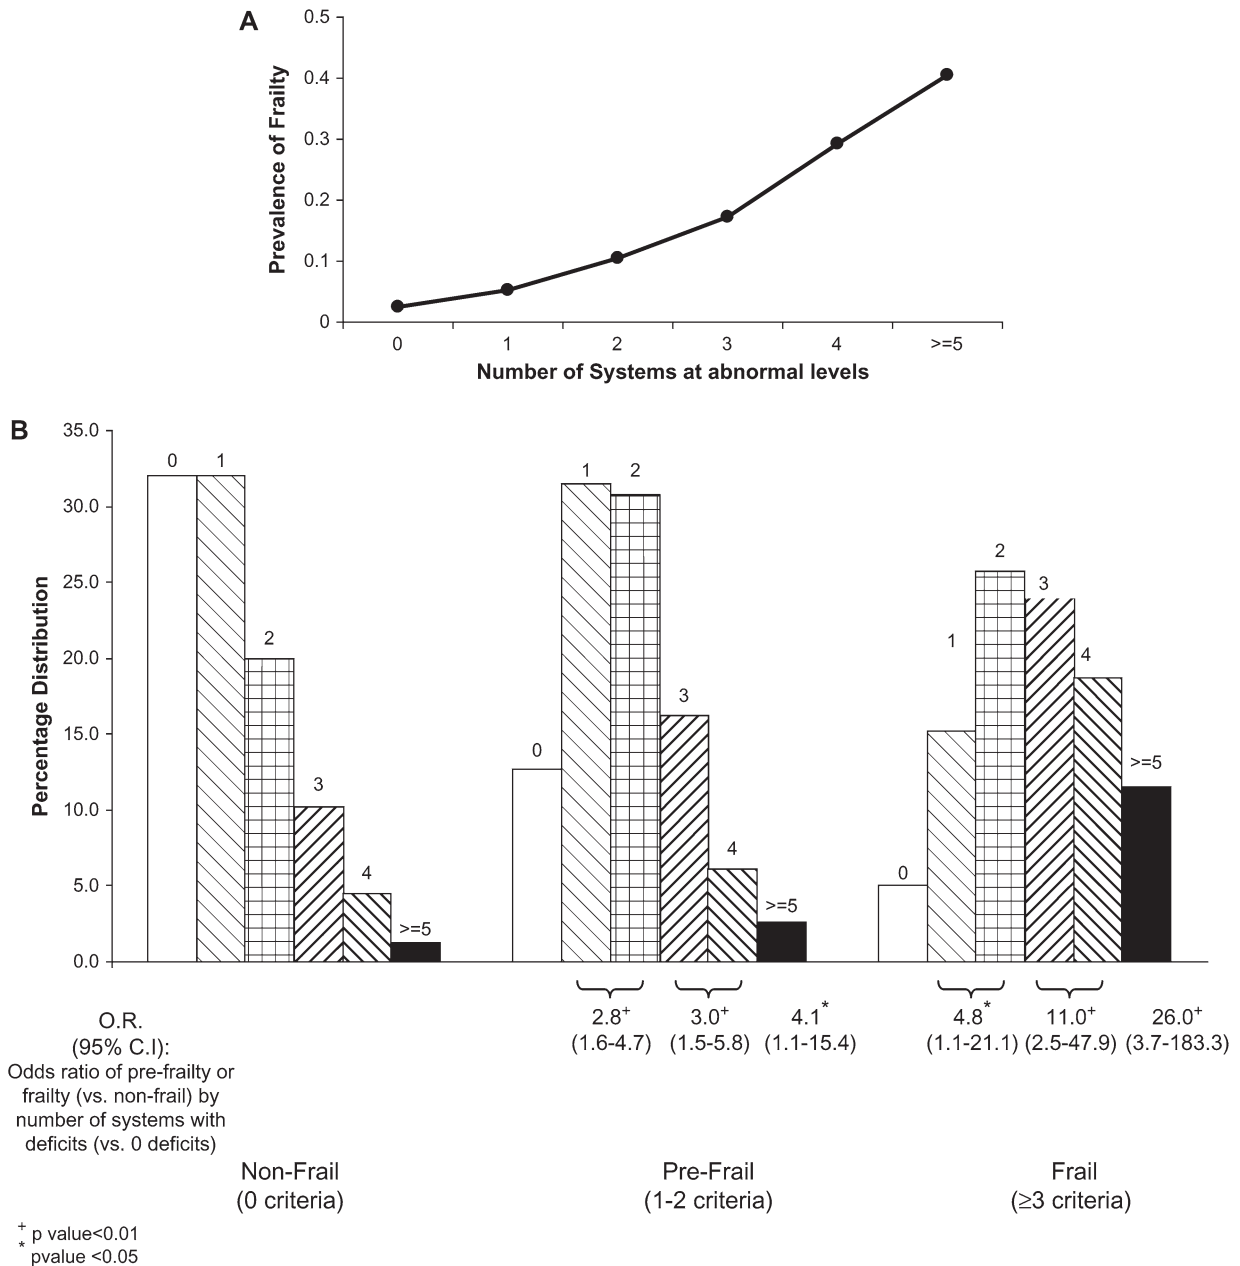 A
0.5
0.4
0.3
0.2
0.1
0
Prevalence of Frailty
0 1 2 3 4 >=5
Number of Systems at abnormal levels
B
35.0
30.0
25.0
20.0
15.0
10.0
5.0
0.0
Percentage Distribution
0 1 2 3 4 >=5
0 1 2 3 4 >=5
0 1 2 3 4 >=5
O.R.
(95% C.I):
Odds ratio of pre-frailty or
frailty (vs. non-frail) by
number of systems with
deficits (vs. 0 deficits)
2.8+ 3.0+ 4.1* 4.8* 11.0+ 26.0+
(1.6-4.7) (1.5-5.8) (1.1-15.4) (1.1-21.1) (2.5-47.9) (3.7-183.3)
Non-Frail Pre-Frail Frail
(0 criteria) (1-2 criteria) (≥3 criteria)
+ p value<0.01
* pvalue <0.05